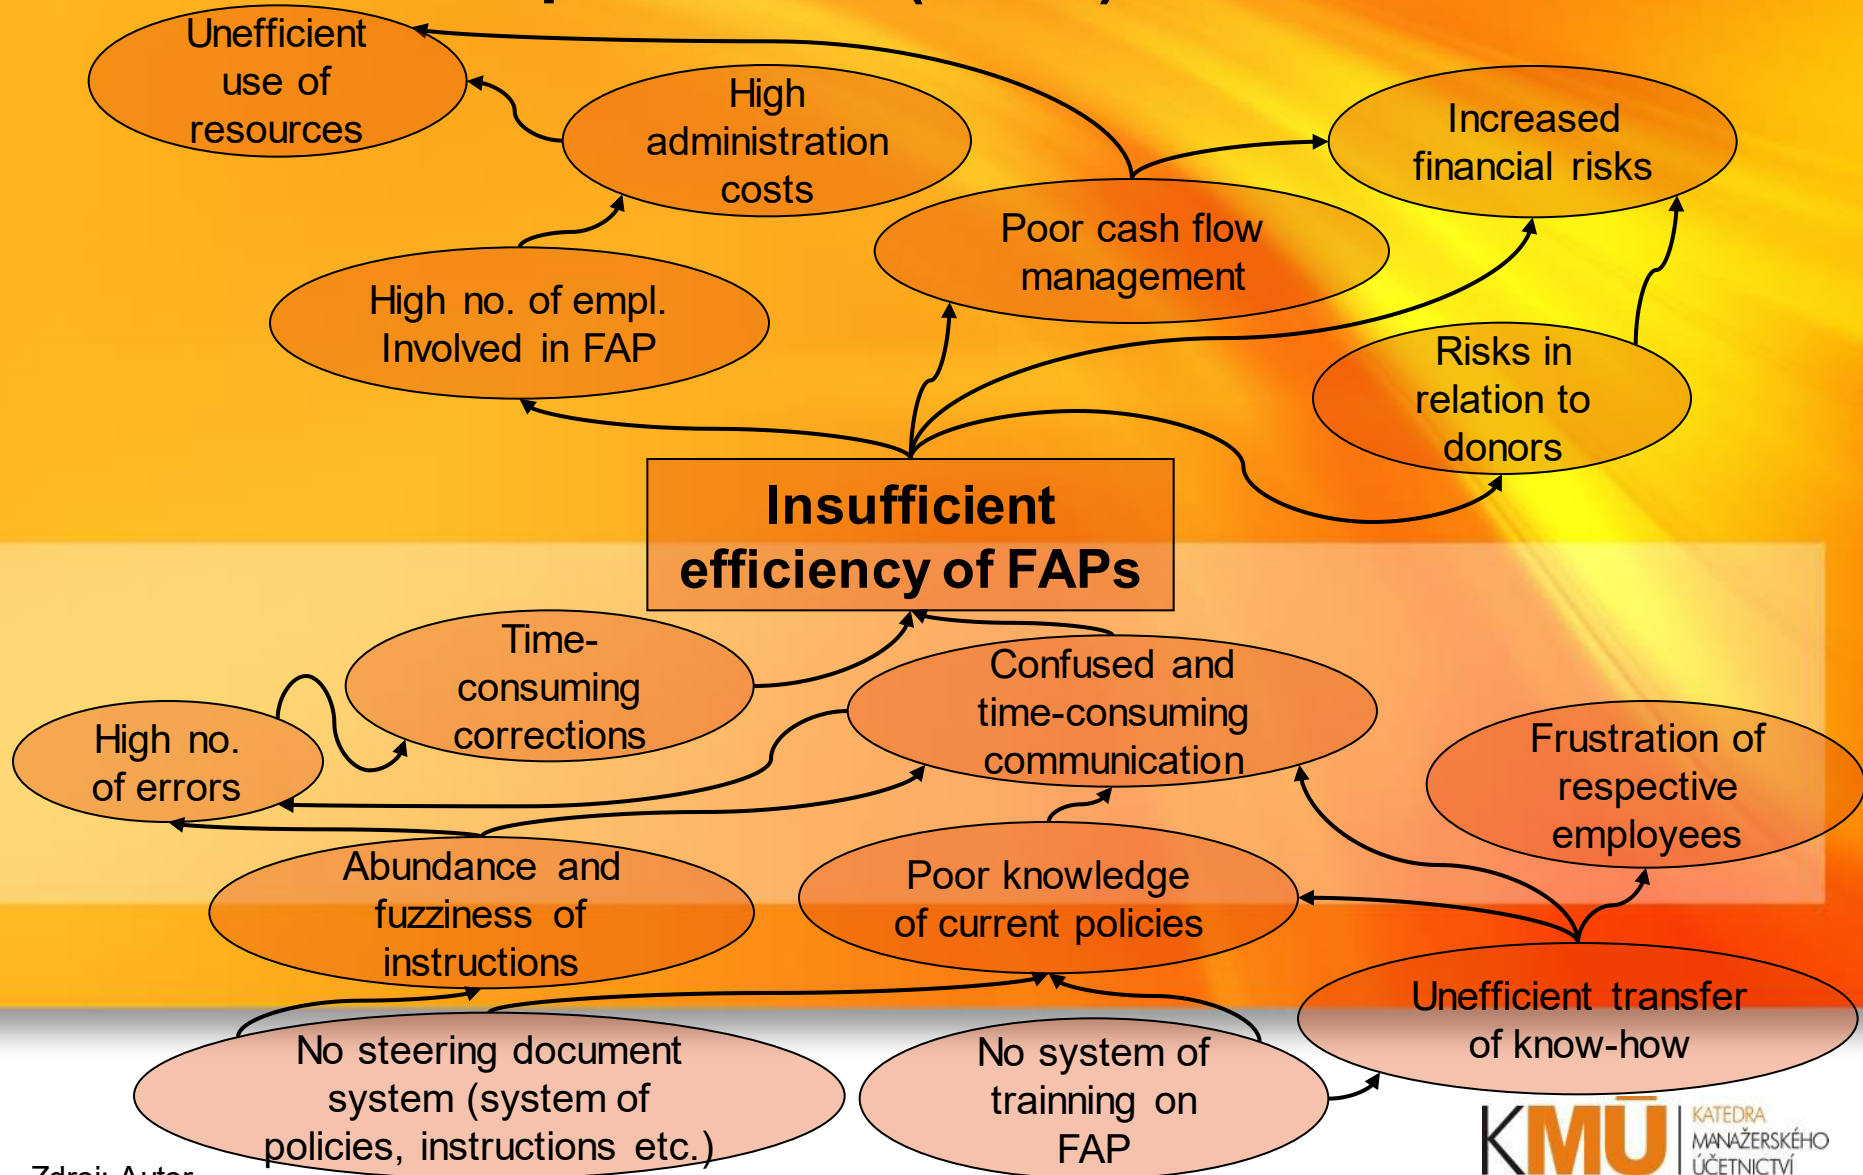 Unefficient
use of
resources
High
administration
costs
Increased
financial risks
Poor cash flow
management
High no. of empl.
Involved in FAP
Risks in
relation to
donors
Insufficient
efficiency of FAPs
Time-
consuming
corrections
Confused and
time-consuming
communication
High no.
of errors
Frustration of
respective
employees
Abundance and
fuzziness of
instructions
Poor knowledge
of current policies
Unefficient transfer
of know-how
No steering document
system (system of
policies, instructions etc.)
No system of
trainning on
FAP
Zdroj: Autor
KMÚ
KATEDRA
MANAŽERSKÉHO
ÚČETNICTVÍ